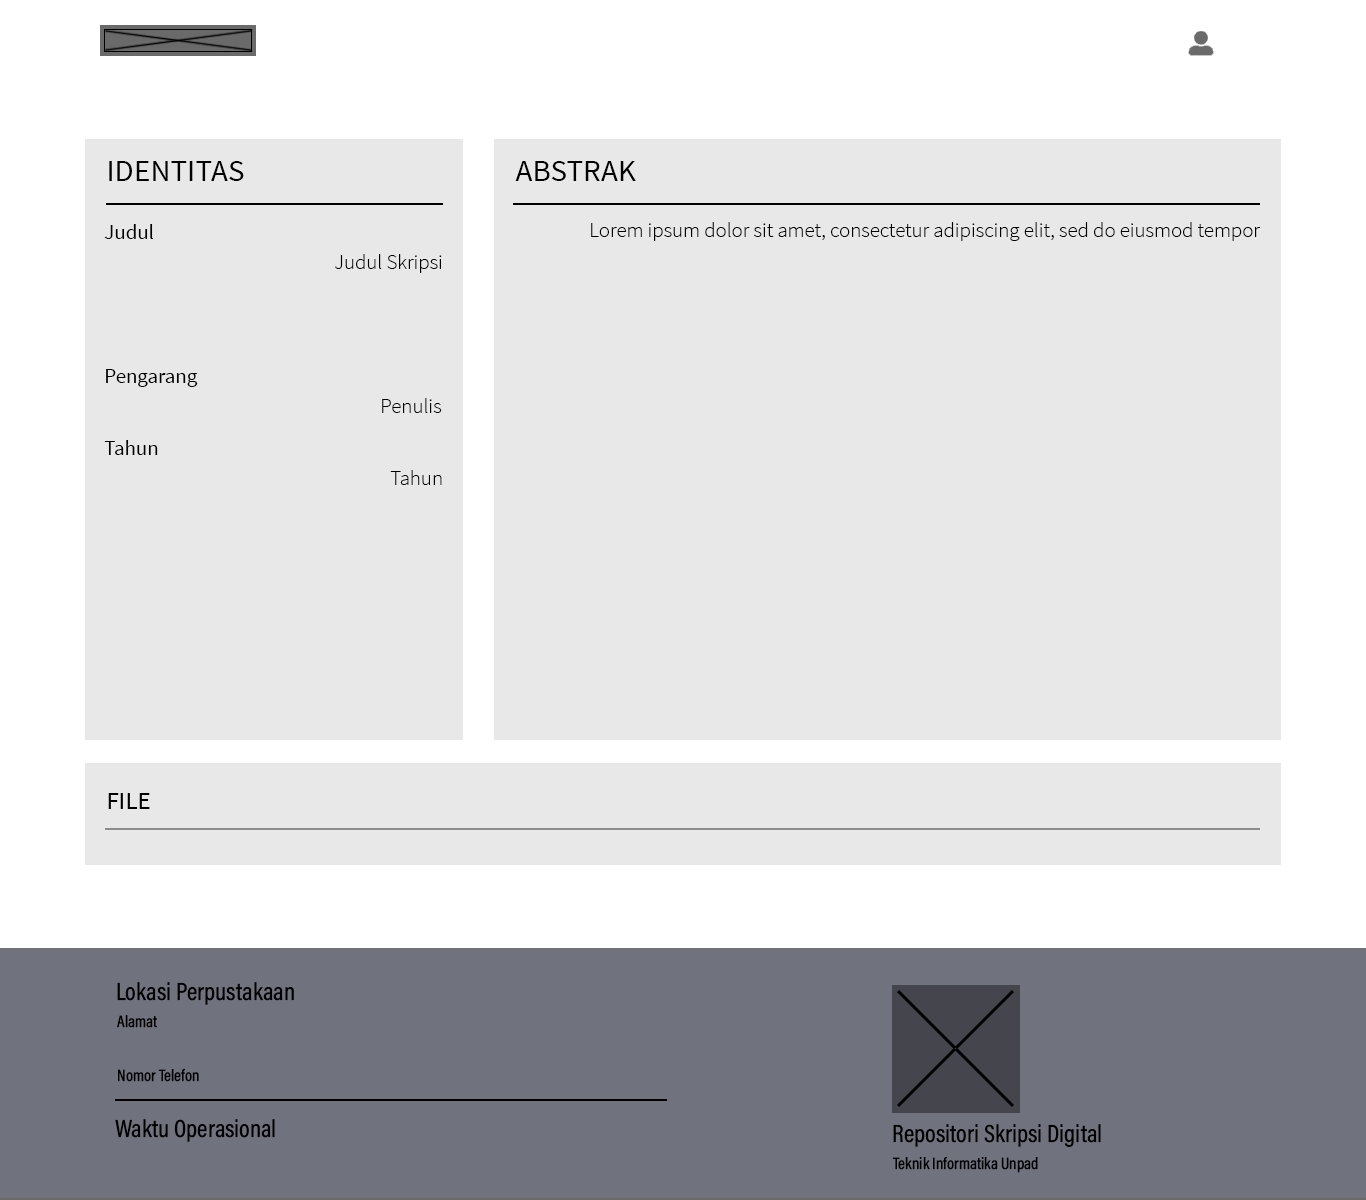 IDENTITAS
Judul
Judul Skripsi
Pengarang
Penulis
Tahun
Tahun
ABSTRAK
Lorem ipsum dolor sit amet, consectetur adipiscing elit, sed do eiusmod tempor
FILE
Lokasi Perpustakaan
Alamat
Nomor Telefon
Waktu Operasional
Repositori Skripsi Digital
Teknik Informatika Unpad